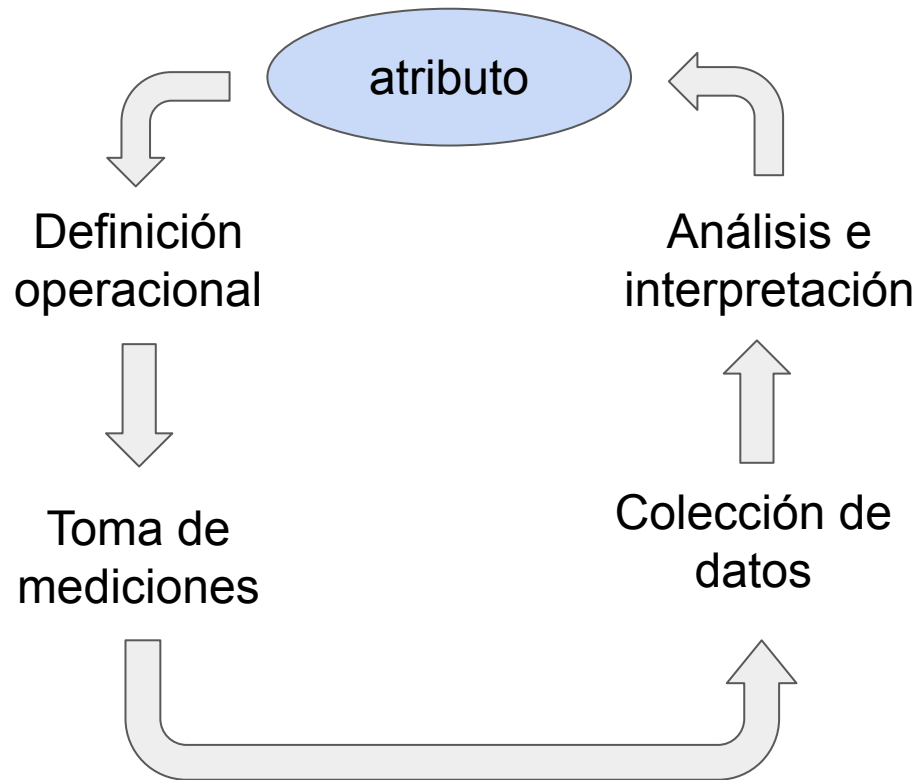 atributo
Definición
operacional
Toma de
mediciones
Colección de
datos
Análisis e
interpretación